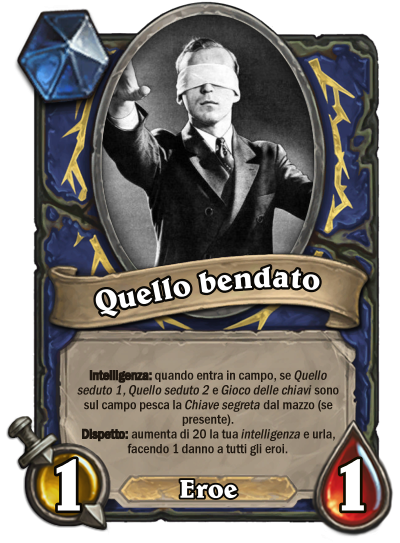 Quello bendato
Intelligenza: quando entra in campo, se Quello
seduto 1, Quello seduto 2 e Gioco delle chiavi sono
sul campo pesca la Chiave segreta dal mazzo (se
presente).
Dispetto: aumenta di 20 la tua intelligenza e urla,
facendo 1 danno a tutti gli eroi.
1
Eroe
1